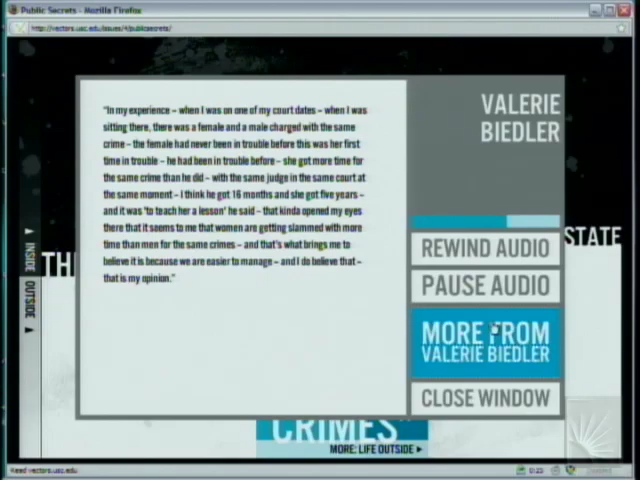 Public Secrets - Mozilla Firefox
http://vectors.usc.edu/issues/4/publicsecrets/
"In my experience – when I was on one of my court dates – when I was
sitting there, there was a female and a male charged with the same
crime – the female had never been in trouble before this was her first
time in trouble – he had been in trouble before – she got more time for
the same crime than he did – with the same judge in the same court at
the same moment – I think he got 16 months and she got five years –
and it was 'to teach her a lesson' he said – that kinda opened my eyes
there that it seems to me that women are getting slammed with more
time than men for the same crimes – and that's what brings me to
believe it is because we are easier to manage – and I do believe that –
that is my opinion."
VALERIE
BIEDLER
REWIND AUDIO
PAUSE AUDIO
MORE FROM
VALERIE BIEDLER
CLOSE WINDOW
INSIDE
OUTSIDE
TH
STATE
CRIMES"
MORE: LIFE OUTSIDE
Read vectors.usc.edu